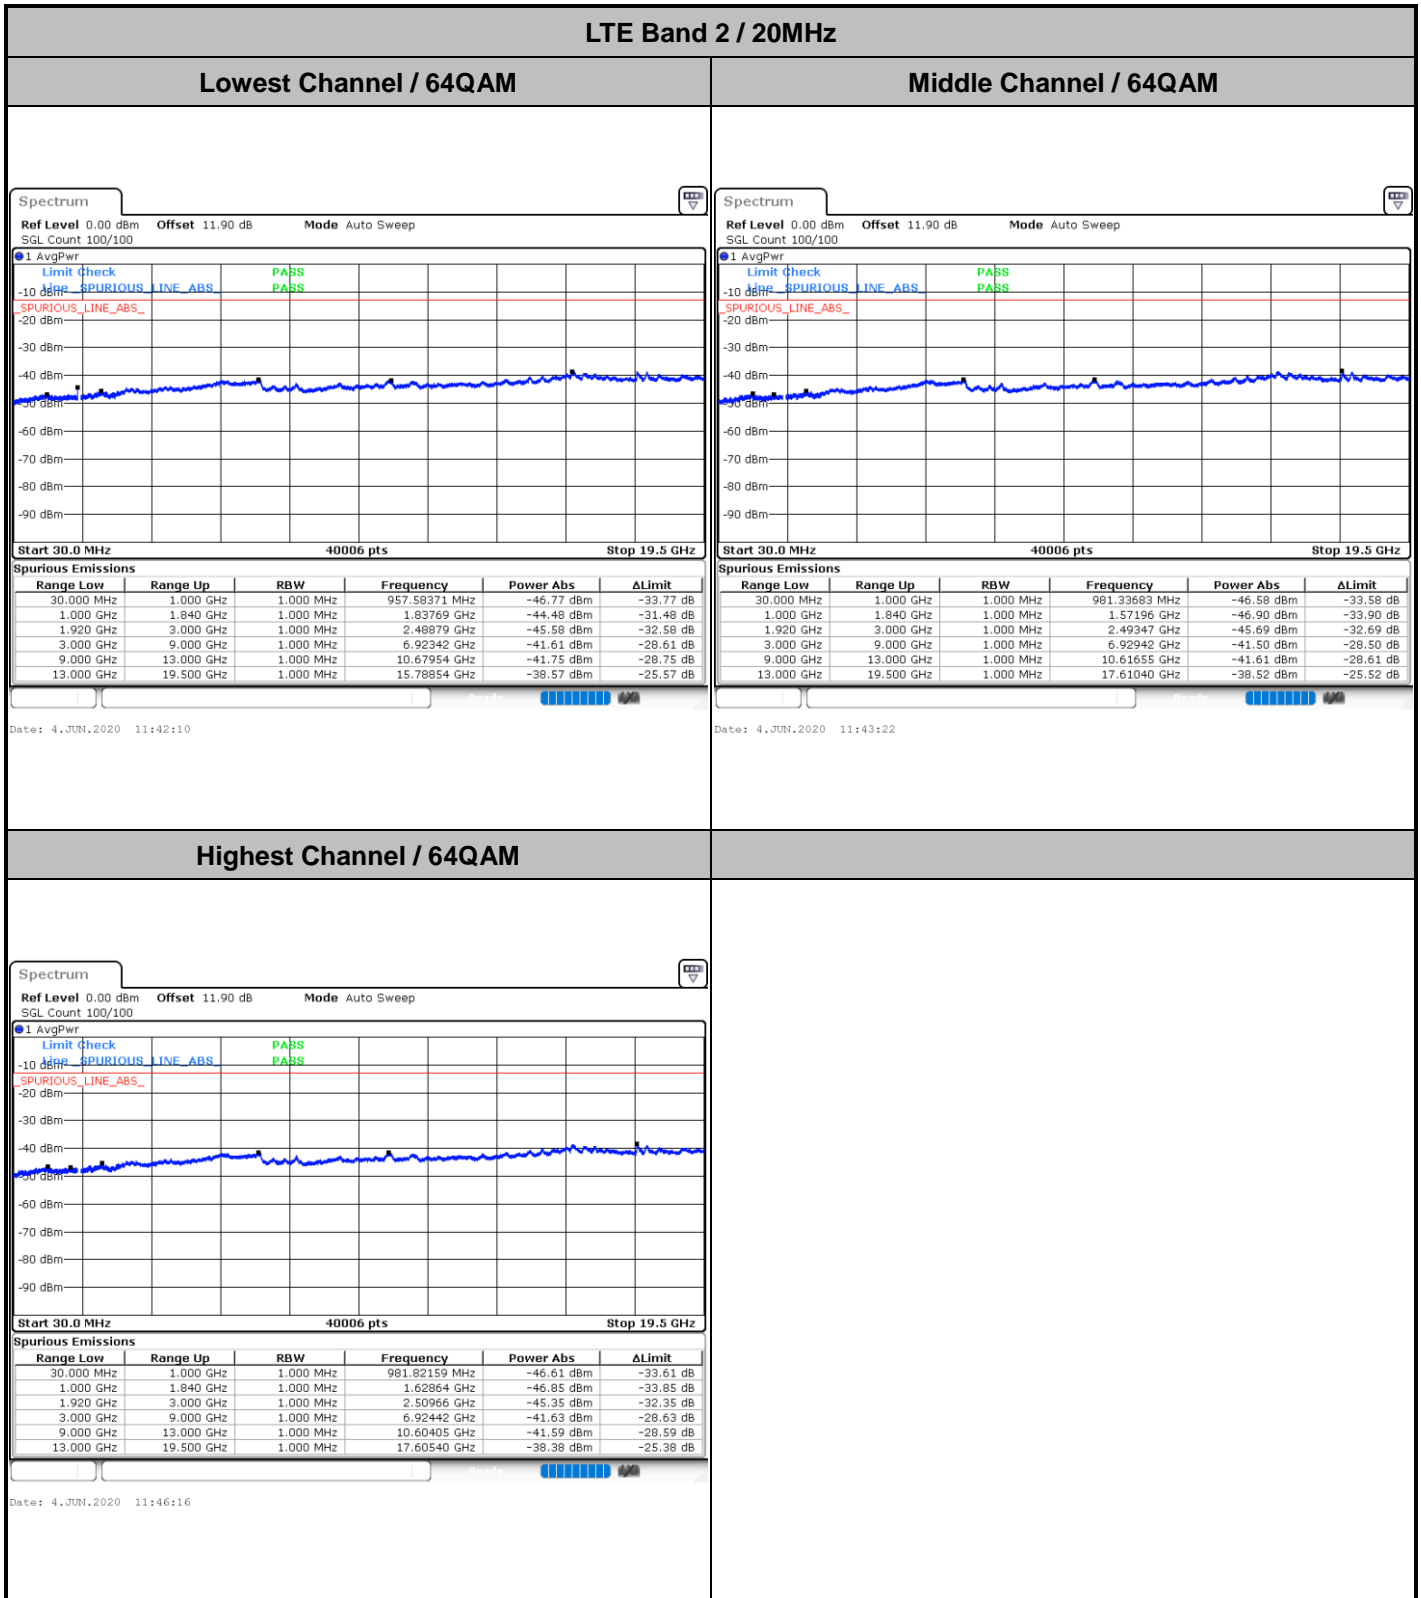 LTE Band 2 / 20MHz
Lowest Channel / 64QAM
Middle Channel / 64QAM
Spectrum
Ref Level 0.00 dBm Offset 11.90 dB Mode Auto Sweep
SGL Count 100/100
1 AvgPwr
Limit Check PASS
Line _SPURIOUS_LINE_ABS_ PASS
-10 dBm
_SPURIOUS_LINE_ABS_
-20 dBm
-30 dBm
-40 dBm
-50 dBm
-60 dBm
-70 dBm
-80 dBm
-90 dBm
Start 30.0 MHz 40006 pts Stop 19.5 GHz
Spurious Emissions
Range Low Range Up RBW Frequency Power Abs ΔLimit
30.000 MHz 1.000 GHz 1.000 MHz 957.58371 MHz -46.77 dBm -33.77 dB
1.000 GHz 1.840 GHz 1.000 MHz 1.83769 GHz -44.48 dBm -31.48 dB
1.920 GHz 3.000 GHz 1.000 MHz 2.48879 GHz -45.58 dBm -32.58 dB
3.000 GHz 9.000 GHz 1.000 MHz 6.92342 GHz -41.61 dBm -28.61 dB
9.000 GHz 13.000 GHz 1.000 MHz 10.67954 GHz -41.75 dBm -28.75 dB
13.000 GHz 19.500 GHz 1.000 MHz 15.78854 GHz -38.57 dBm -25.57 dB
Ready
Date: 4.JUN.2020 11:42:10
Spectrum
Ref Level 0.00 dBm Offset 11.90 dB Mode Auto Sweep
SGL Count 100/100
1 AvgPwr
Limit Check PASS
Line _SPURIOUS_LINE_ABS_ PASS
-10 dBm
_SPURIOUS_LINE_ABS_
-20 dBm
-30 dBm
-40 dBm
-50 dBm
-60 dBm
-70 dBm
-80 dBm
-90 dBm
Start 30.0 MHz 40006 pts Stop 19.5 GHz
Spurious Emissions
Range Low Range Up RBW Frequency Power Abs ΔLimit
30.000 MHz 1.000 GHz 1.000 MHz 981.33683 MHz -46.58 dBm -33.58 dB
1.000 GHz 1.840 GHz 1.000 MHz 1.57196 GHz -46.90 dBm -33.90 dB
1.920 GHz 3.000 GHz 1.000 MHz 2.49347 GHz -45.69 dBm -32.69 dB
3.000 GHz 9.000 GHz 1.000 MHz 6.92942 GHz -41.50 dBm -28.50 dB
9.000 GHz 13.000 GHz 1.000 MHz 10.61655 GHz -41.61 dBm -28.61 dB
13.000 GHz 19.500 GHz 1.000 MHz 17.61040 GHz -38.52 dBm -25.52 dB
Ready
Date: 4.JUN.2020 11:43:22
Highest Channel / 64QAM
Spectrum
Ref Level 0.00 dBm Offset 11.90 dB Mode Auto Sweep
SGL Count 100/100
1 AvgPwr
Limit Check PASS
Line _SPURIOUS_LINE_ABS_ PASS
-10 dBm
_SPURIOUS_LINE_ABS_
-20 dBm
-30 dBm
-40 dBm
-50 dBm
-60 dBm
-70 dBm
-80 dBm
-90 dBm
Start 30.0 MHz 40006 pts Stop 19.5 GHz
Spurious Emissions
Range Low Range Up RBW Frequency Power Abs ΔLimit
30.000 MHz 1.000 GHz 1.000 MHz 981.82159 MHz -46.61 dBm -33.61 dB
1.000 GHz 1.840 GHz 1.000 MHz 1.62864 GHz -46.85 dBm -33.85 dB
1.920 GHz 3.000 GHz 1.000 MHz 2.50966 GHz -45.35 dBm -32.35 dB
3.000 GHz 9.000 GHz 1.000 MHz 6.92442 GHz -41.63 dBm -28.63 dB
9.000 GHz 13.000 GHz 1.000 MHz 10.60405 GHz -41.59 dBm -28.59 dB
13.000 GHz 19.500 GHz 1.000 MHz 17.60540 GHz -38.38 dBm -25.38 dB
Ready
Date: 4.JUN.2020 11:46:16